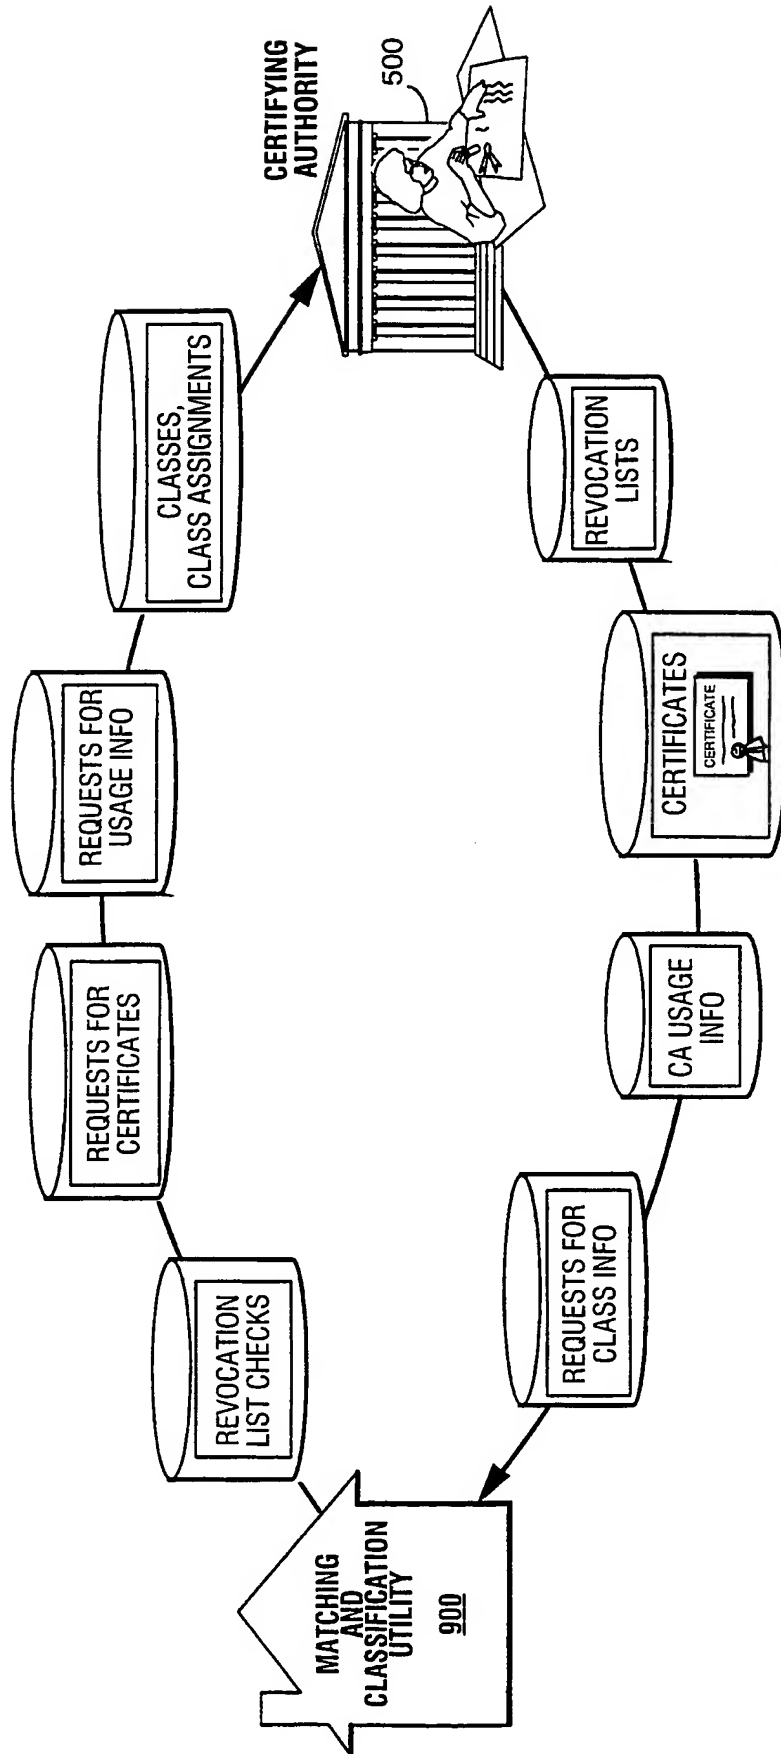 CERTIFYING
AUTHORITY
500
CLASSES,
CLASS ASSIGNMENTS
REQUESTS FOR
USAGE INFO
REQUESTS FOR
CERTIFICATES
REVOCATION
LIST CHECKS
MATCHING
AND
CLASSIFICATION
UTILITY
900
REVOCATION
LISTS
CERTIFICATES
CERTIFICATE
CA USAGE
INFO
REQUESTS FOR
CLASS INFO